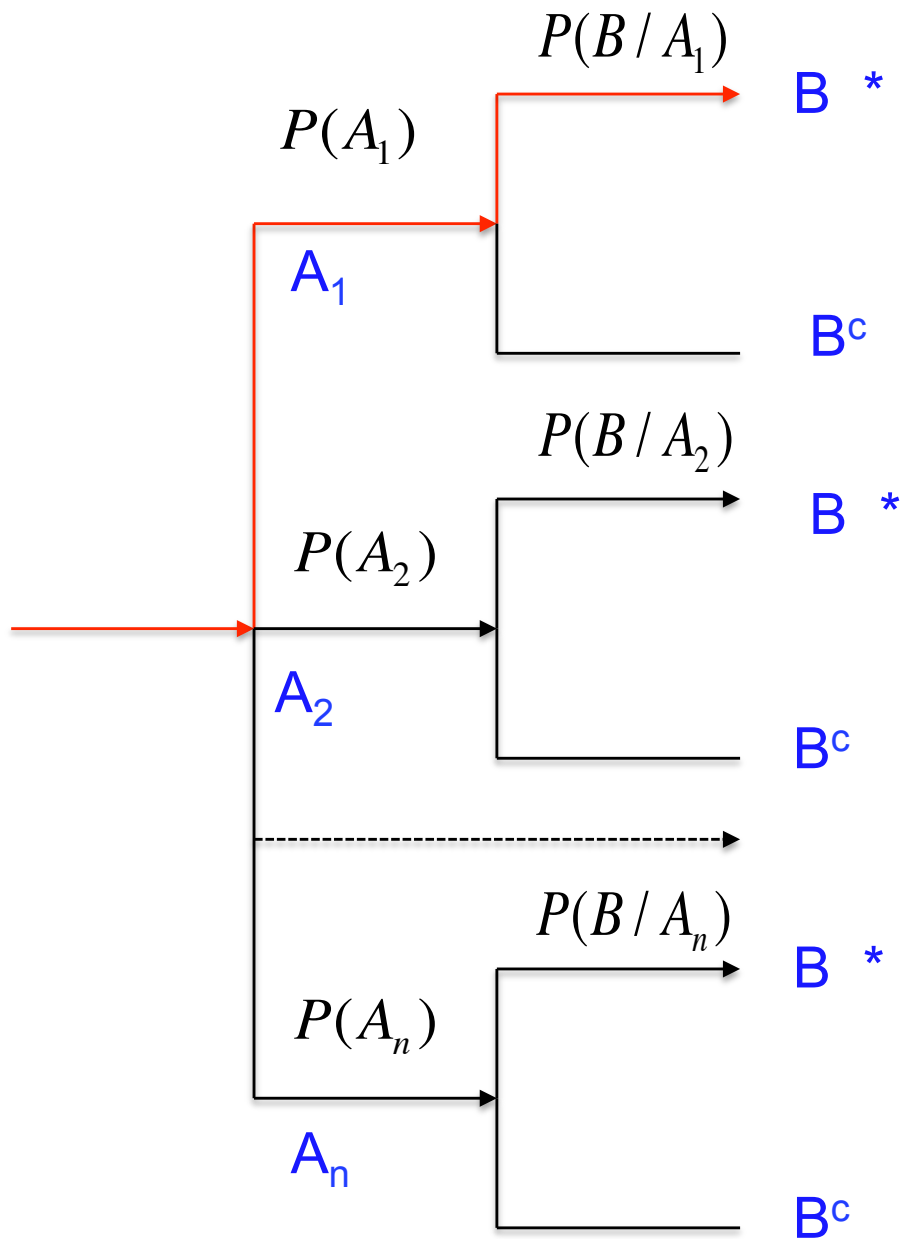 P(B / A₁)
B *
P(A₁)
A₁
Bᶜ
P(B / A₂)
B *
P(A₂)
A₂
Bᶜ
P(B / Aₙ)
B *
P(Aₙ)
Aₙ
Bᶜ